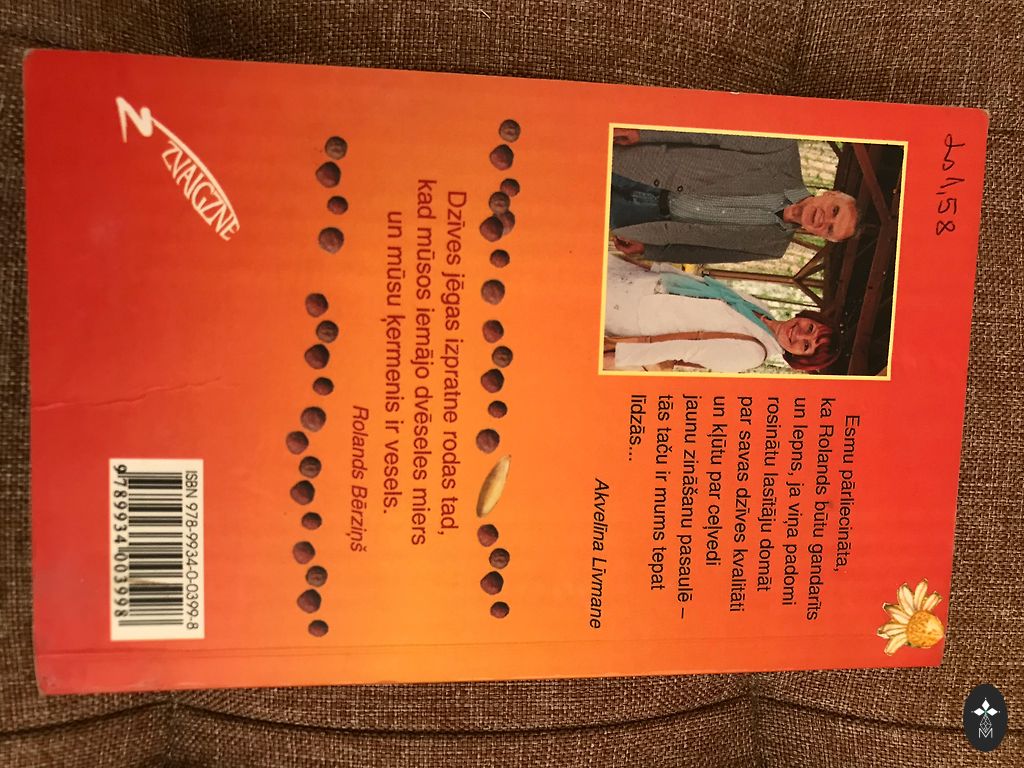 Ls 1,58
Esmu pārliecināta,
ka Rolands būtu gandarīts
un lepns, ja viņa padomi
rosinātu lasītāju domāt
par savas dzīves kvalitāti
un kļūtu par ceļvedi
jaunu zināšanu pasaulē –
tās taču ir mums tepat
līdzās...
Akvelīna Līvmane
Dzīves jēgas izpratne rodas tad,
kad mūsos iemājo dvēseles miers
un mūsu ķermenis ir vesels.
Rolands Bērziņš
ZVAIGZNE
ISBN 978-9934-0-0399-8
9789934003998
M